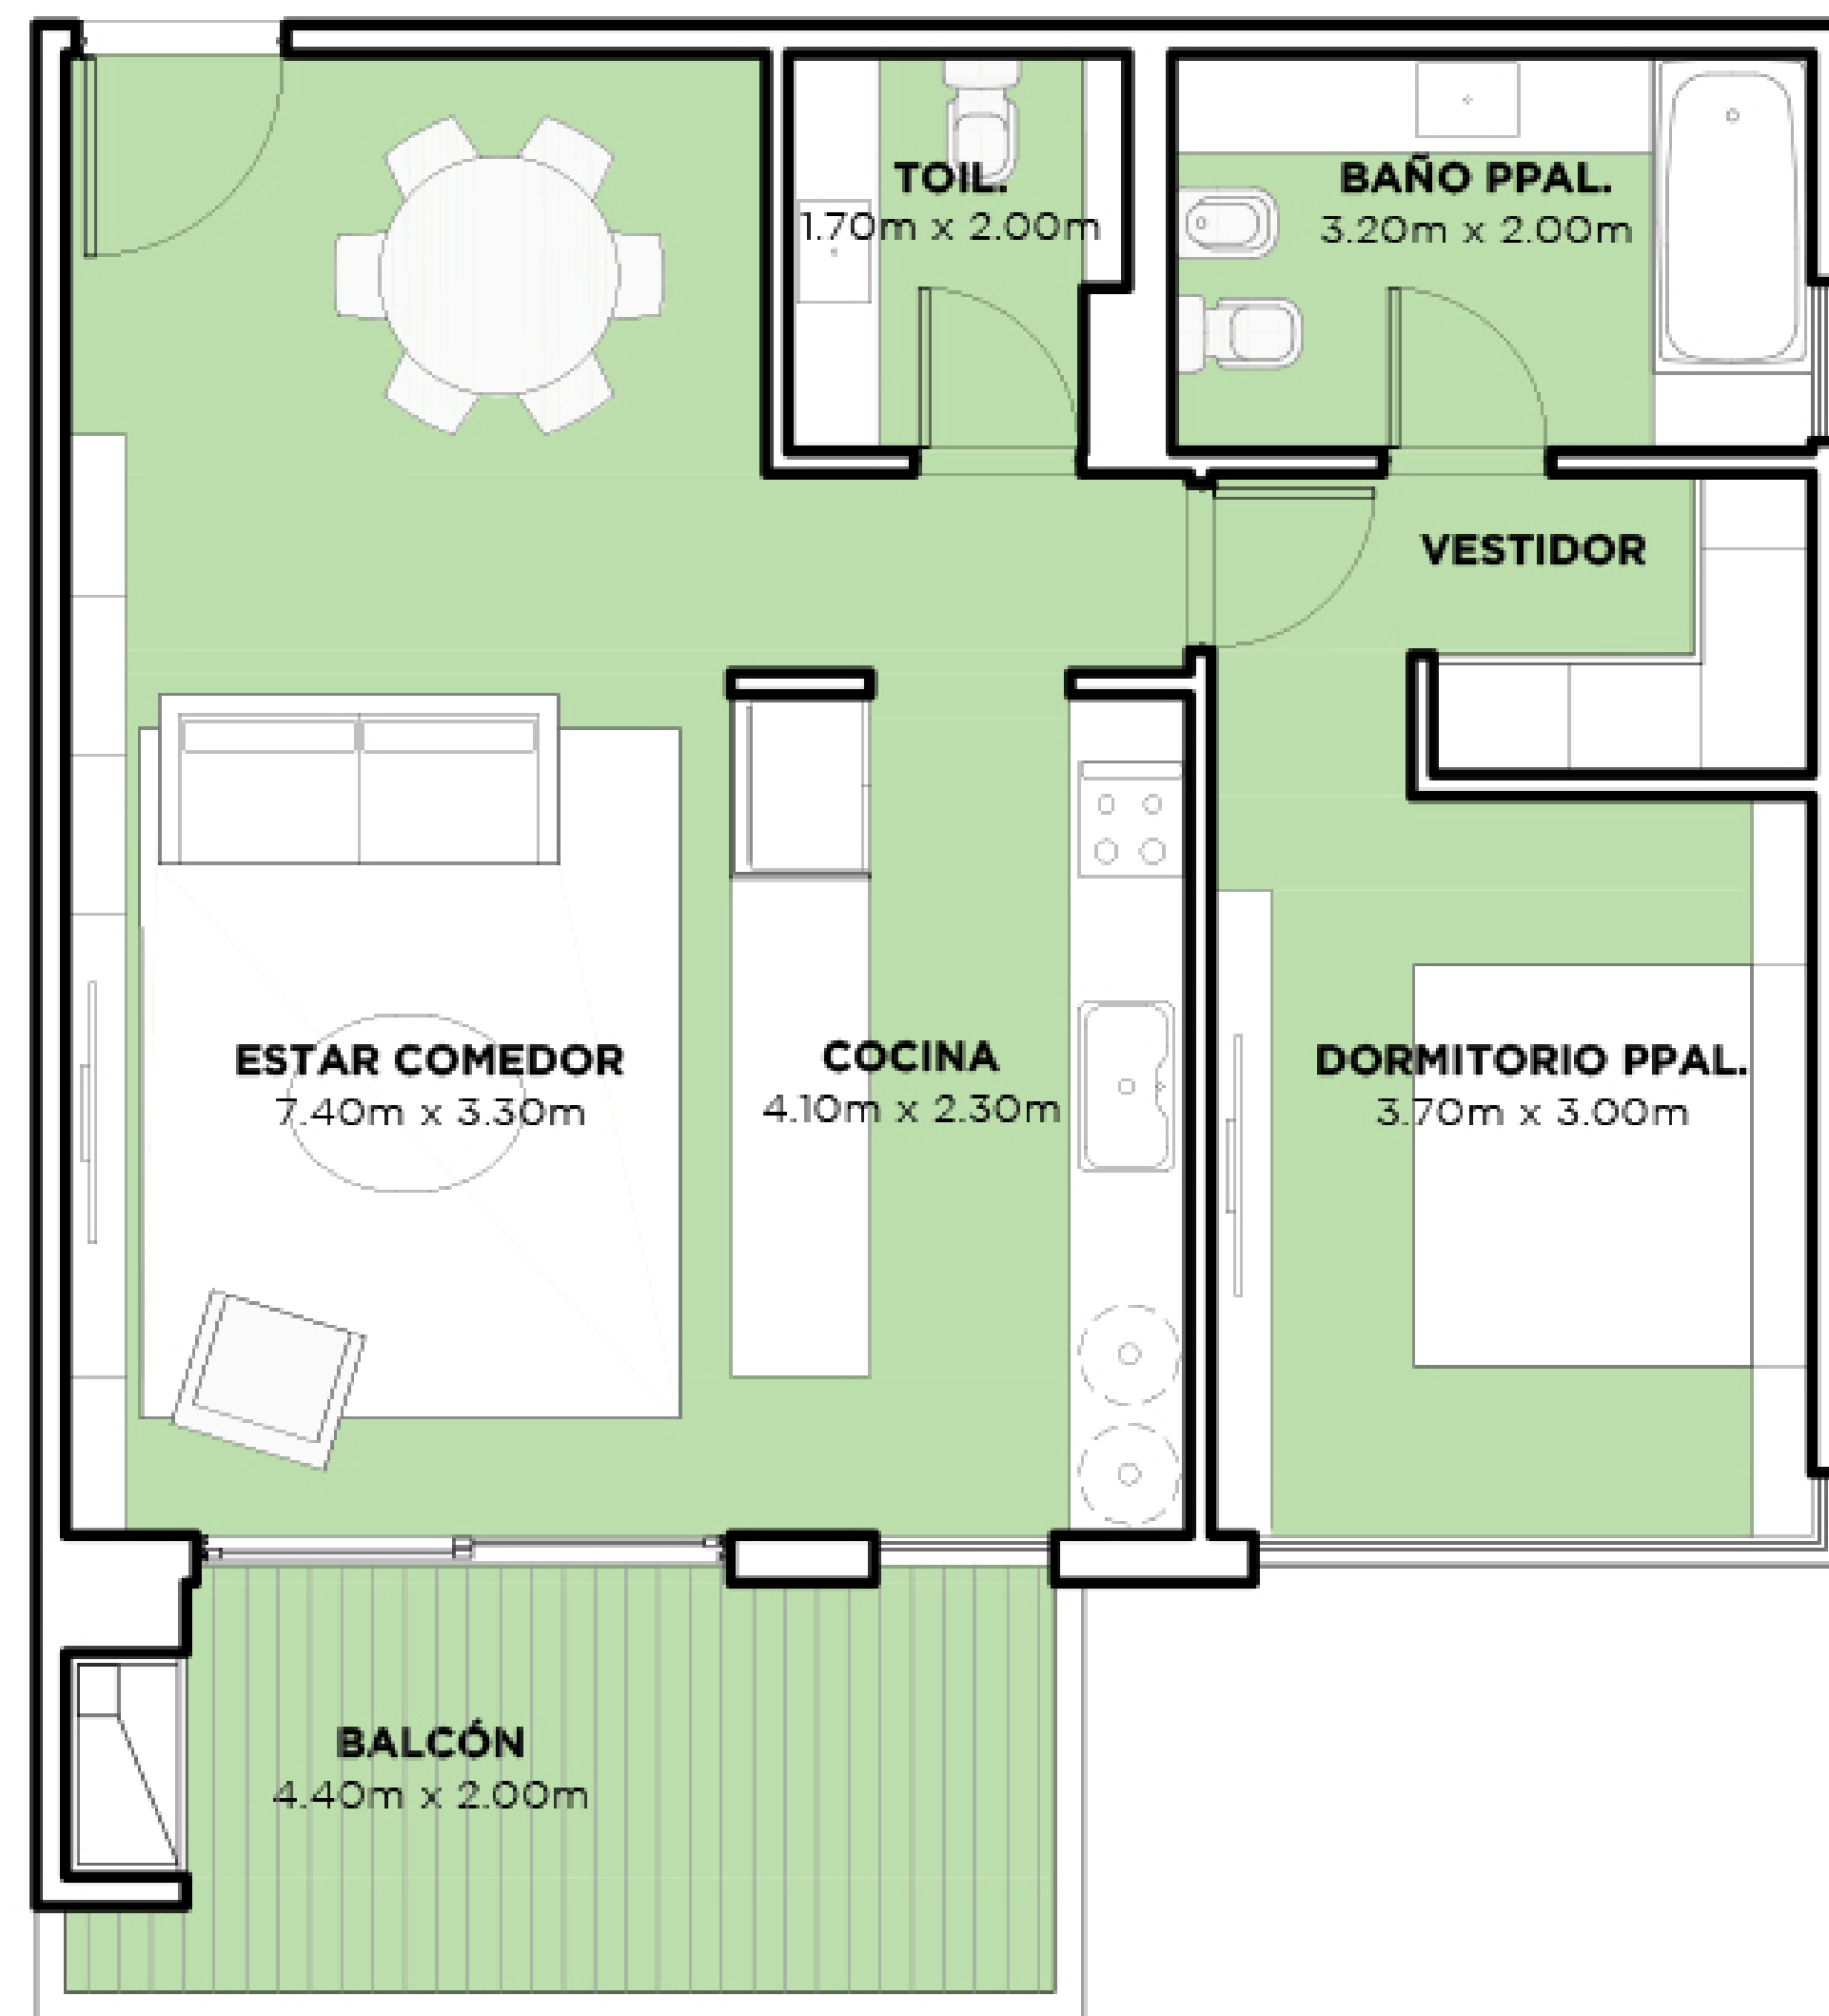 TOIL.
1.70m x 2.00m
BAÑO PPAL.
3.20m x 2.00m
VESTIDOR
ESTAR COMEDOR
7.40m x 3.30m
COCINA
4.10m x 2.30m
DORMITORIO PPAL.
3.70m x 3.00m
BALCÓN
4.40m x 2.00m